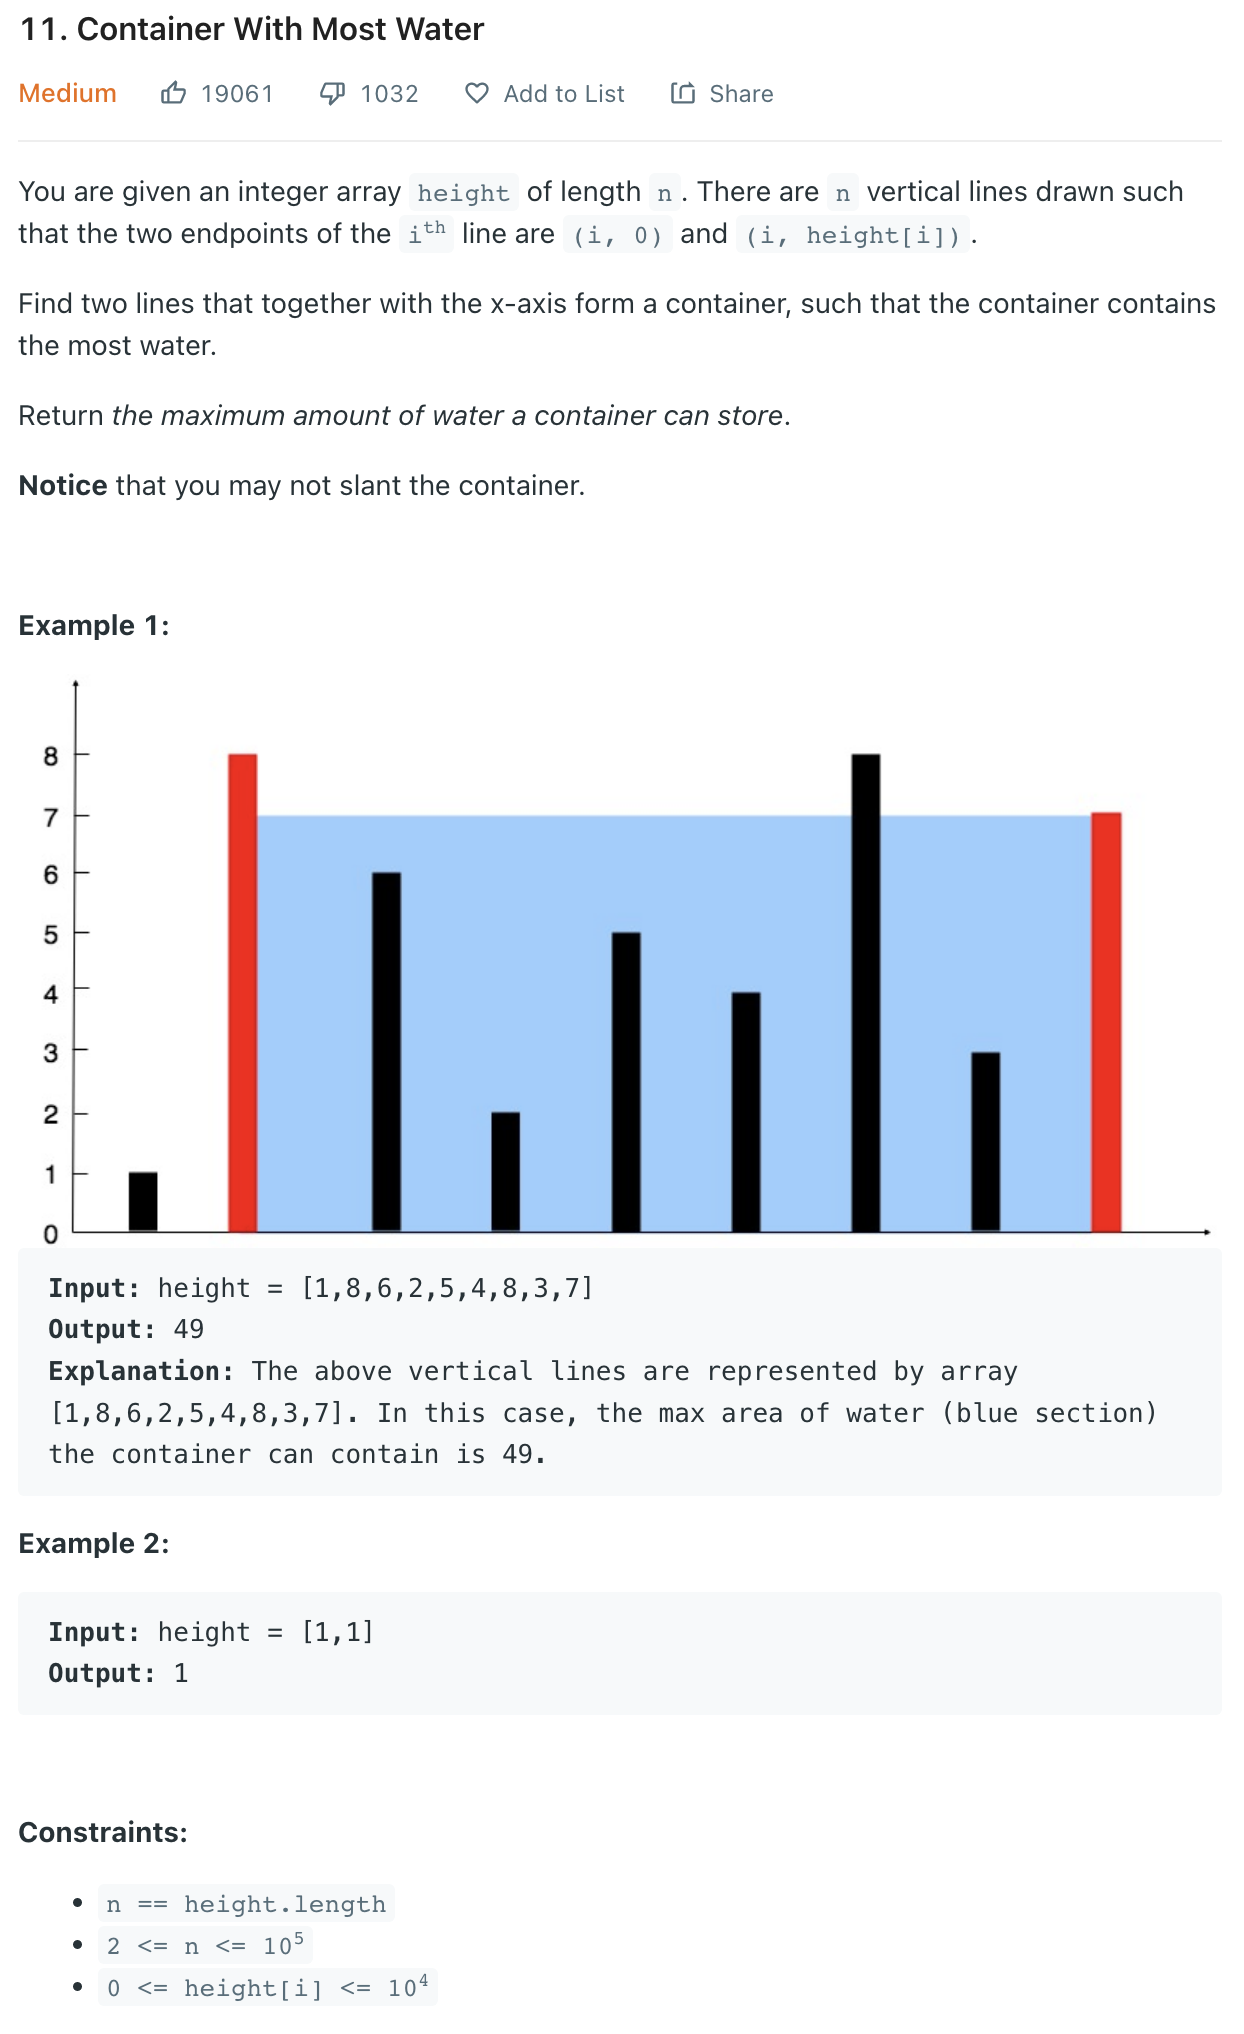 11. Container With Most Water
Medium 19061 1032 Add to List Share
You are given an integer array height of length n. There are n vertical lines drawn such
that the two endpoints of the ith line are (i, 0) and (i, height[i]).
Find two lines that together with the x-axis form a container, such that the container contains
the most water.
Return the maximum amount of water a container can store.
Notice that you may not slant the container.
Example 1:
8
7
6
5
4
3
2
1
0
Input: height = [1,8,6,2,5,4,8,3,7]
Output: 49
Explanation: The above vertical lines are represented by array
[1,8,6,2,5,4,8,3,7]. In this case, the max area of water (blue section)
the container can contain is 49.
Example 2:
Input: height = [1,1]
Output: 1
Constraints:
• n == height.length
• 2 <= n <= 10⁵
• 0 <= height[i] <= 10⁴